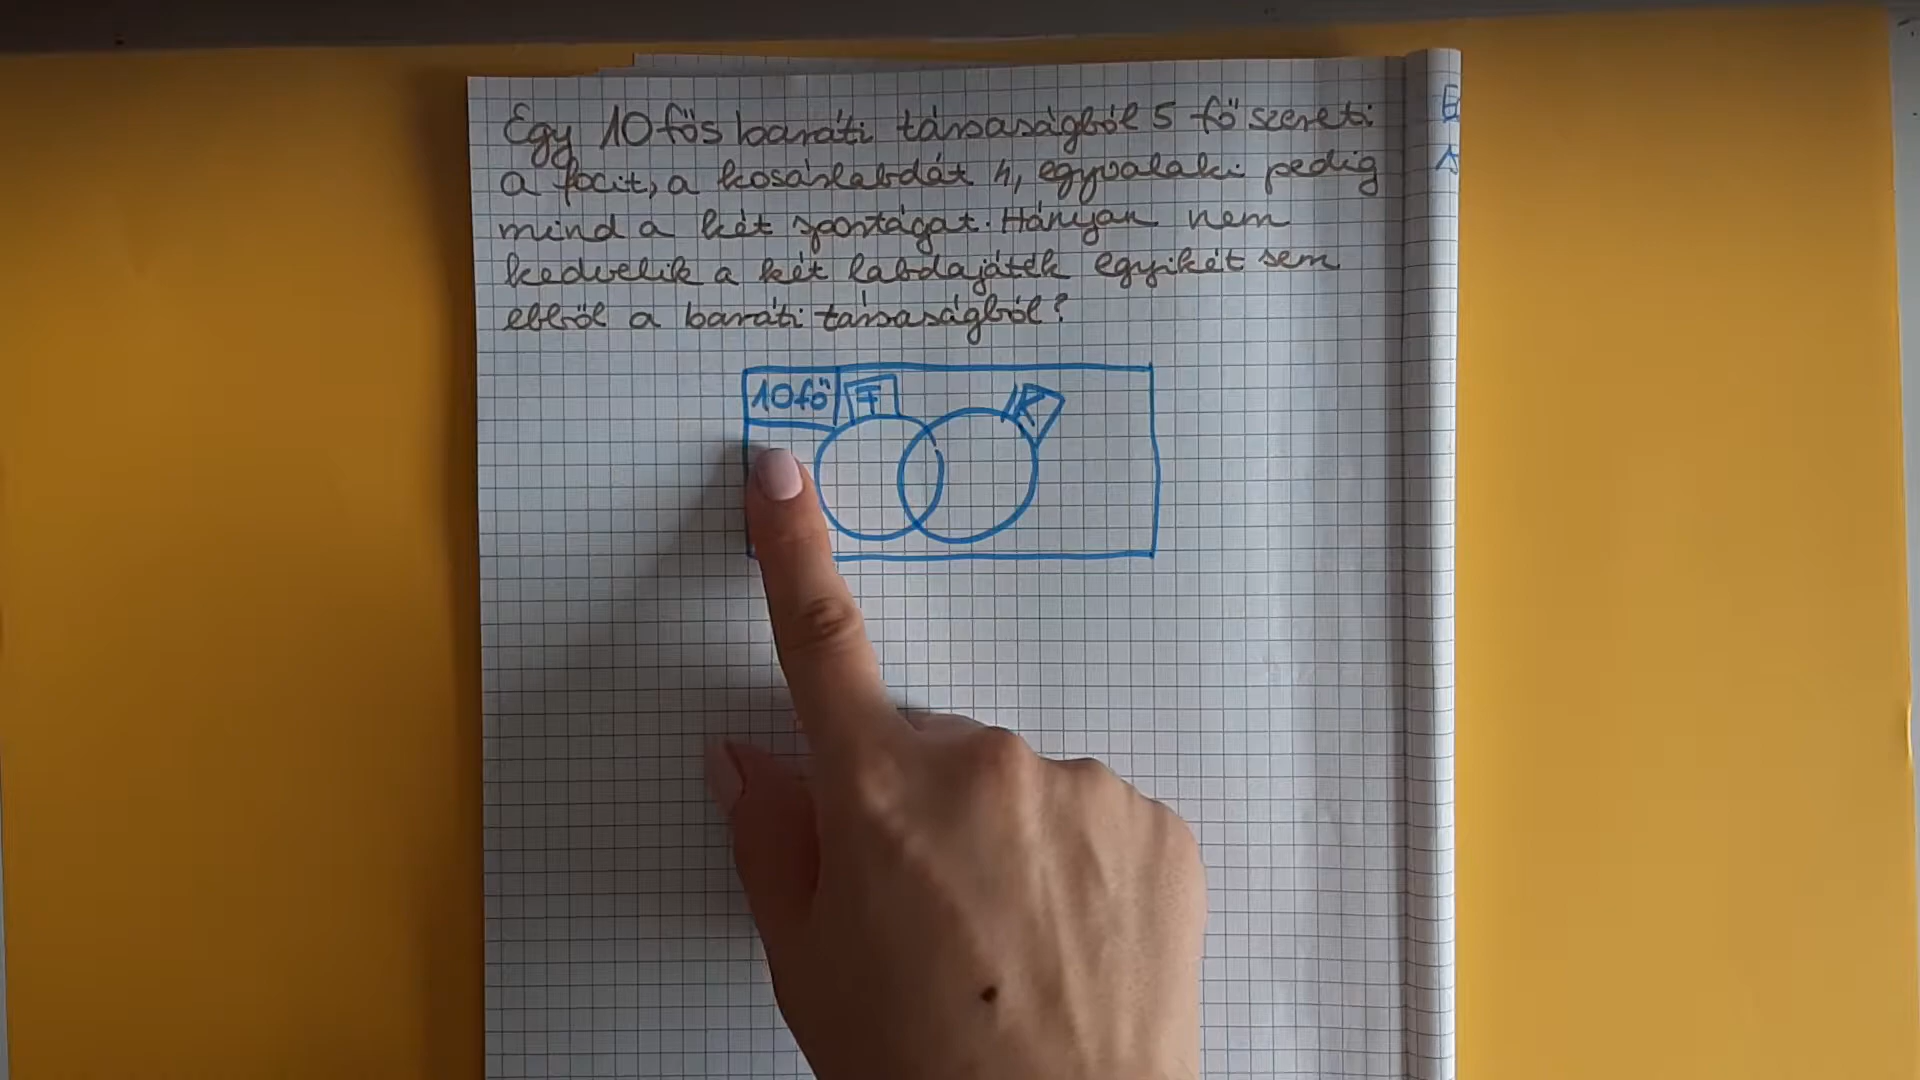 Egy 10 fős baráti társaságból 5 fő szereti
a focit, a kosárlabdát 4, egyvalaki pedig
mind a két sportágat. Hányan nem
kedvelik a két labdajáték egyikét sem
ebből a baráti társaságból?
10 fő F K